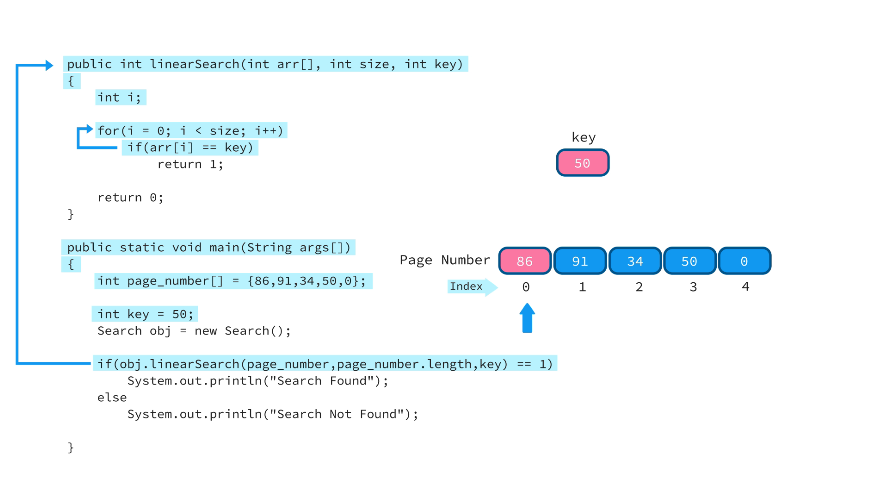 public int linearSearch(int arr[], int size, int key)
{
int i;
for(i = 0; i < size; i++)
if(arr[i] == key)
return 1;
return 0;
}
public static void main(String args[])
{
int page_number[] = {86,91,34,50,0};
int key = 50;
Search obj = new Search();
if(obj.linearSearch(page_number,page_number.length,key) == 1)
System.out.println("Search Found");
else
System.out.println("Search Not Found");
}
key
50
Page Number 86 91 34 50 0
Index 0 1 2 3 4